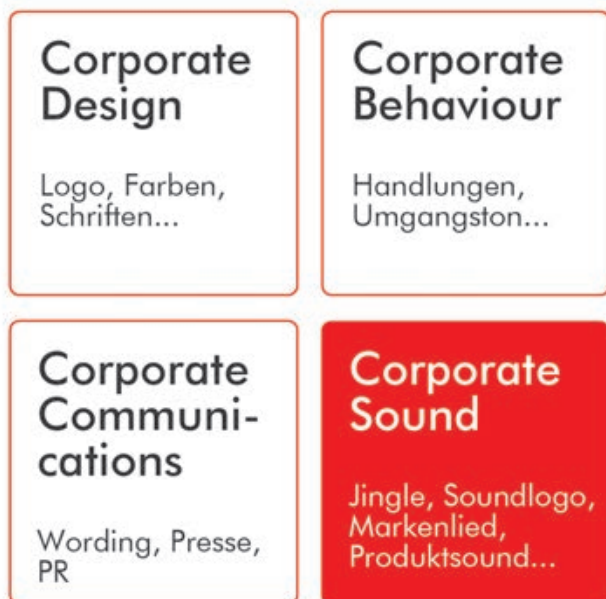 Corporate
Design
Logo, Farben,
Schriften...
Corporate
Behaviour
Handlungen,
Umgangston...
Corporate
Communi-
cations
Wording, Presse,
PR
Corporate
Sound
Jingle, Soundlogo,
Markenlied,
Produktsound...